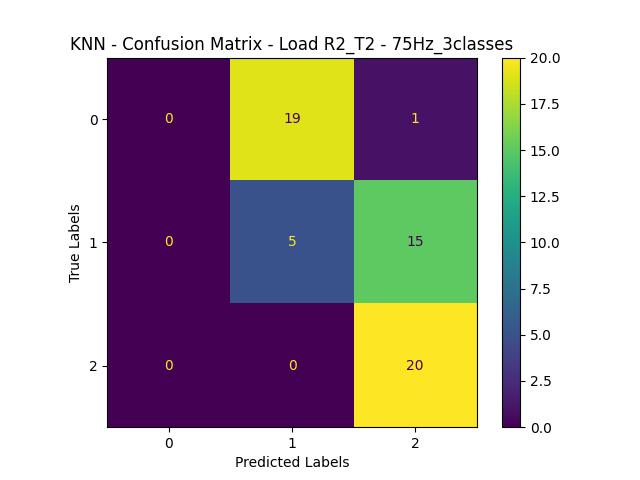 KNN - Confusion Matrix - Load R2_T2 - 75Hz_3classes
True Labels
0 0 19 1
1 0 5 15
2 0 0 20
0 1 2
Predicted Labels
20.0
17.5
15.0
12.5
10.0
7.5
5.0
2.5
0.0